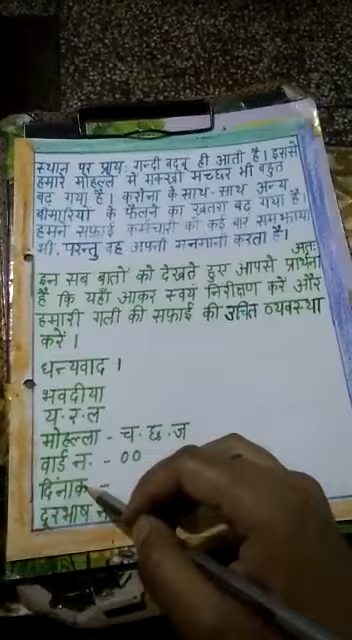 स्थान पर प्राय: गन्दी बदबू ही आती है। इससे
हमारे मोहल्ले में मक्खी मच्छर भी बहुत
बढ़ गया है। करोना के साथ-साथ अन्य
बीमारियो के फैलने का खतरा बढ़ गया है।
हमने सफ़ाई कर्मचारी को कई बार समझाया
भी, परन्तु वह अपनी मनमानी करता है।
अतः
इन सब बातों को देखते हुए आपसे प्रार्थना
है कि यहाँ आकर स्वयं निरीक्षण करें और
हमारी गली की सफ़ाई की उचित व्यवस्था
करें।
धन्यवाद ।
भवदीया
य.र.ल
मोहल्ला - च.छ.ज
वार्ड न. - ००
दिनांक -
दूरभाष न